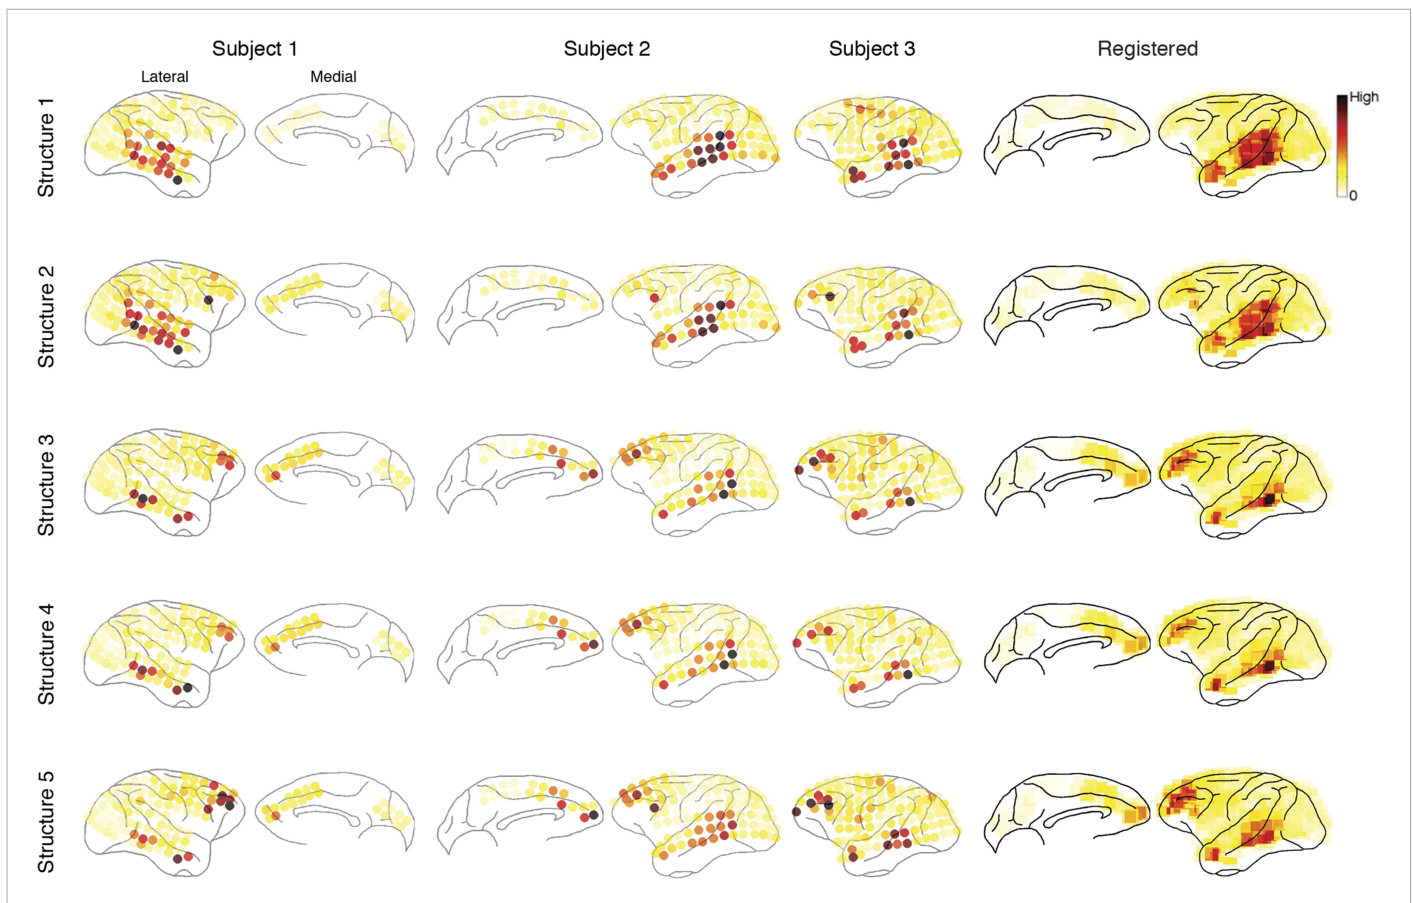 Subject 1
Subject 2
Subject 3
Registered
Lateral
Medial
Structure 1
High
0
Structure 2
Structure 3
Structure 4
Structure 5